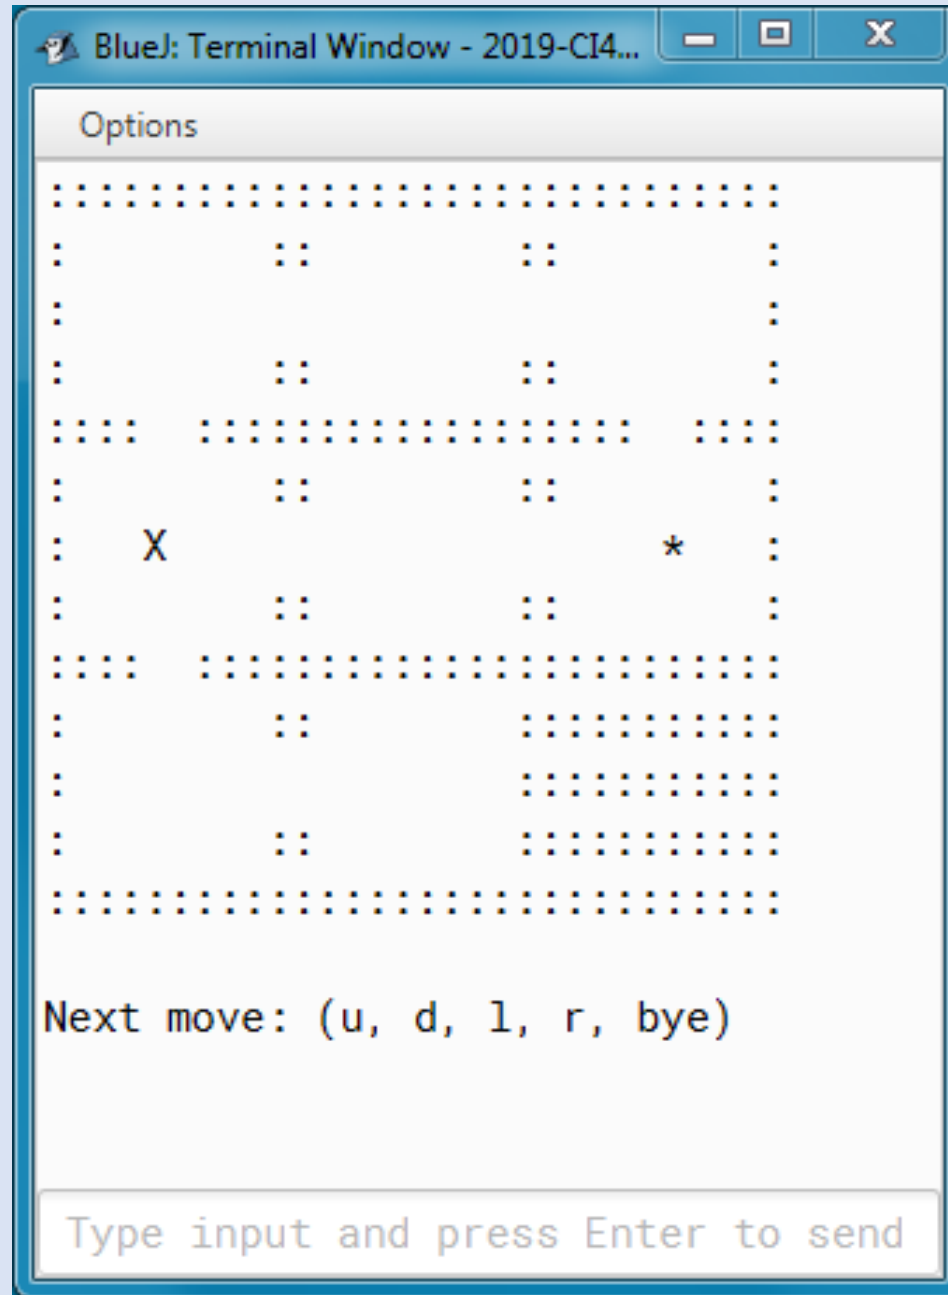 BlueJ: Terminal Window - 2019-CI4...
Options
::::::::::::::::::::::::::::::
:        ::        ::        :
:                            :
:        ::        ::        :
::::  ::::::::::::::::::  ::::
:        ::        ::        :
:   X                    *   :
:        ::        ::        :
::::  ::::::::::::::::::::::::
:        ::        :::::::::::
:                  :::::::::::
:        ::        :::::::::::
::::::::::::::::::::::::::::::
Next move: (u, d, l, r, bye)
Type input and press Enter to send